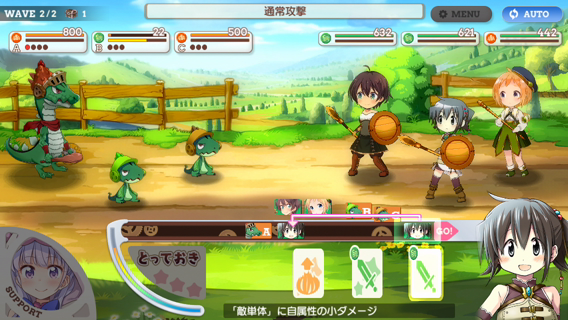 WAVE 2/2 1
通常攻撃
MENU
AUTO
A 800
B 22
C 500
632
621
442
A
B
GO!
SUPPORT
とっておき
「敵単体」に自属性の小ダメージ